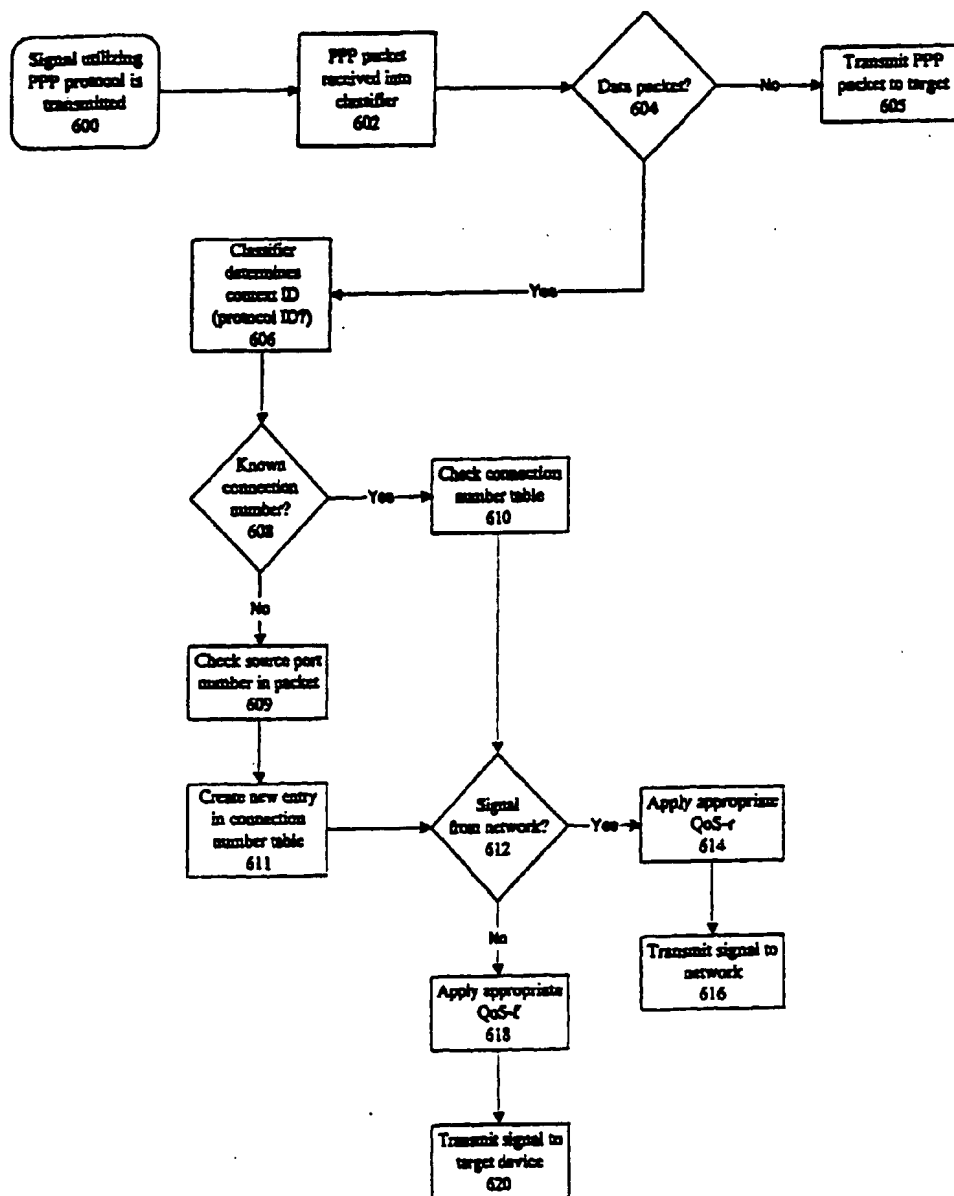 Signal utilizing
PPP protocol is
transmitted
600
PPP packet
received into
classifier
602
Data packet?
604
No
Transmit PPP
packet to target
605
Yes
Classifier
determines
context ID
(protocol ID?)
606
Known
connection
number?
608
Yes
Check connection
number table
610
No
Check source port
number in packet
609
Create new entry
in connection
number table
611
Signal
from network?
612
Yes
Apply appropriate
QoS-r
614
Transmit signal to
network
616
No
Apply appropriate
QoS-f
618
Transmit signal to
target device
620